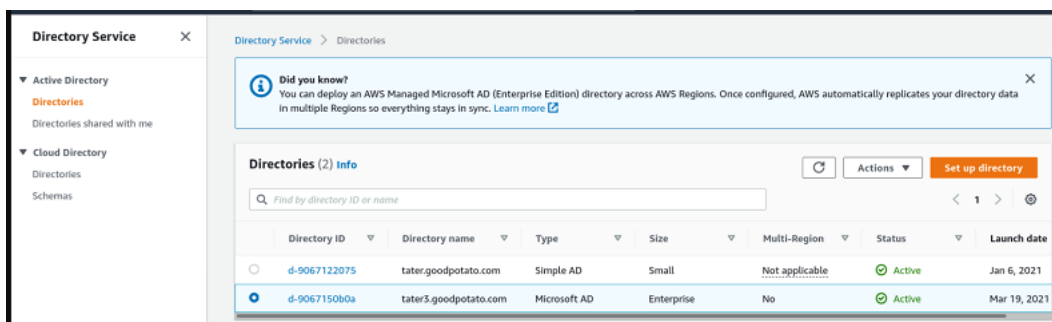 Directory Service
Active Directory
Directories
Directories shared with me
Cloud Directory
Directories
Schemas
Directory Service > Directories
Did you know?
You can deploy an AWS Managed Microsoft AD (Enterprise Edition) directory across AWS Regions. Once configured, AWS automatically replicates your directory data
in multiple Regions so everything stays in sync. Learn more
Directories (2) Info
Actions
Set up directory
Find by directory ID or name
1
Directory ID Directory name Type Size Multi-Region Status Launch date
d-9067122075 tater.goodpotato.com Simple AD Small Not applicable Active Jan 6, 2021
d-9067150b0a tater3.goodpotato.com Microsoft AD Enterprise No Active Mar 19, 2021